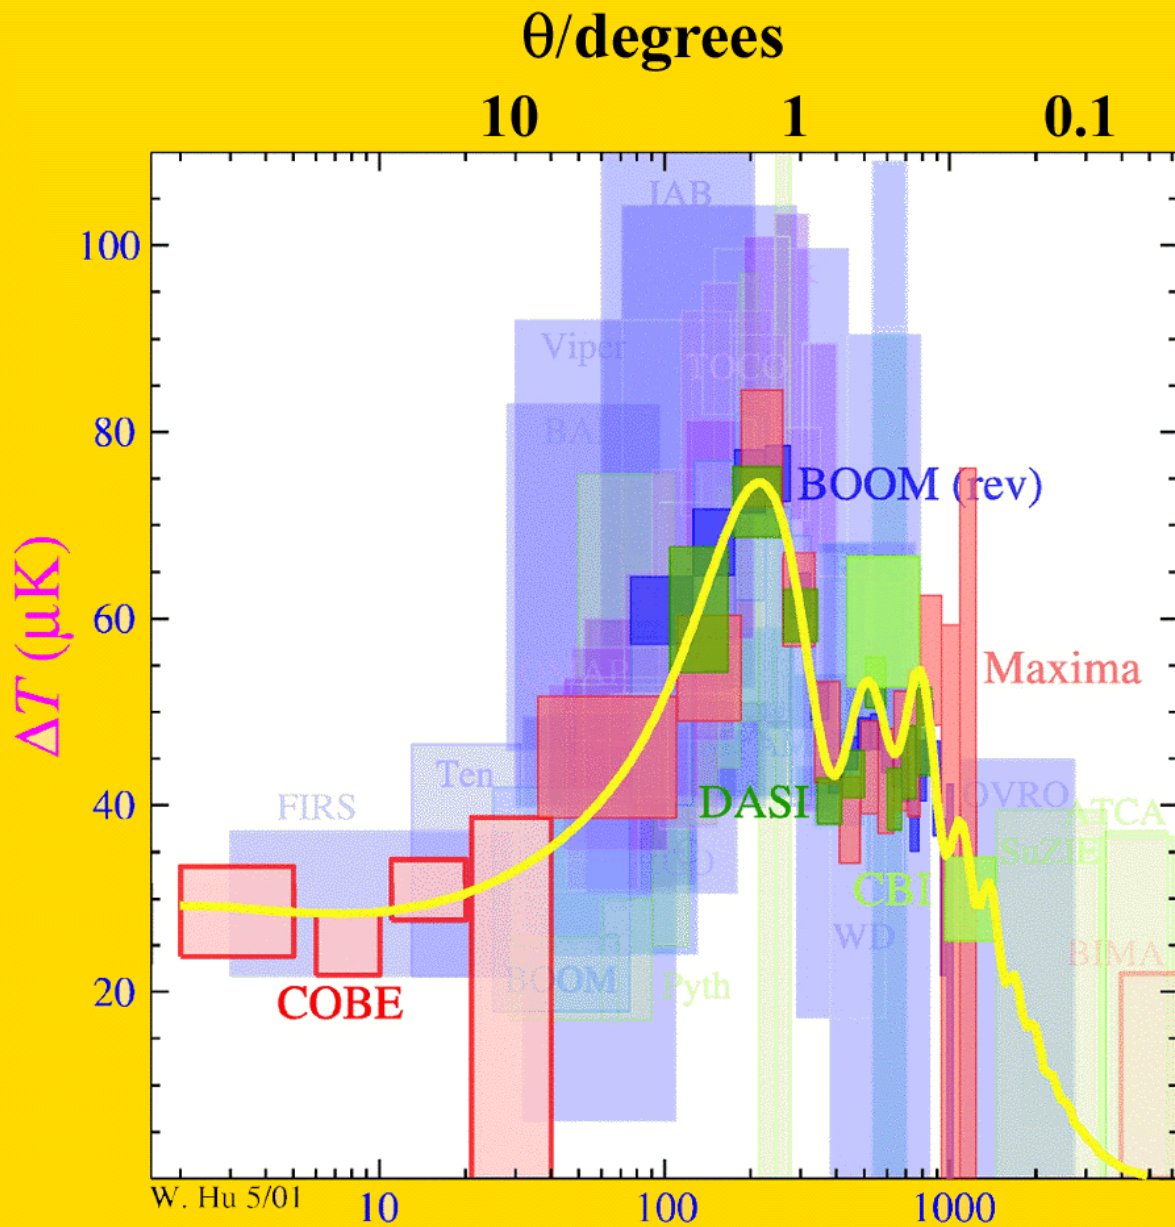 θ/degrees
10 1 0.1
IAB
100
Viper
TOCO
BAM
80
BOOM (rev)
ΔT (μK)
60
Maxima
Ten
FIRS
DASI
OVRO
ATCA
40
SuZIE
CBI
WD
BIMA
BOOM
Pyth
20
COBE
W. Hu 5/01
10 100 1000